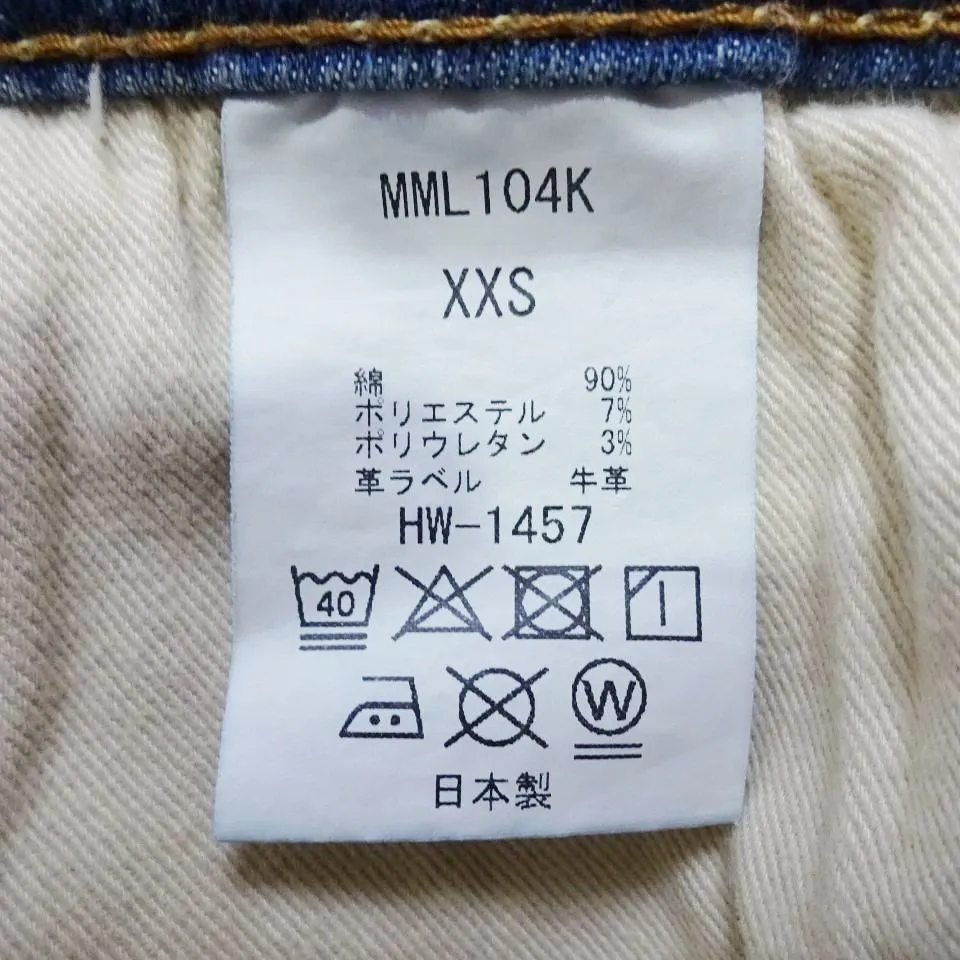 MML104K
XXS
綿 90%
ポリエステル 7%
ポリウレタン 3%
革ラベル 牛革
HW-1457
40
W
日本製